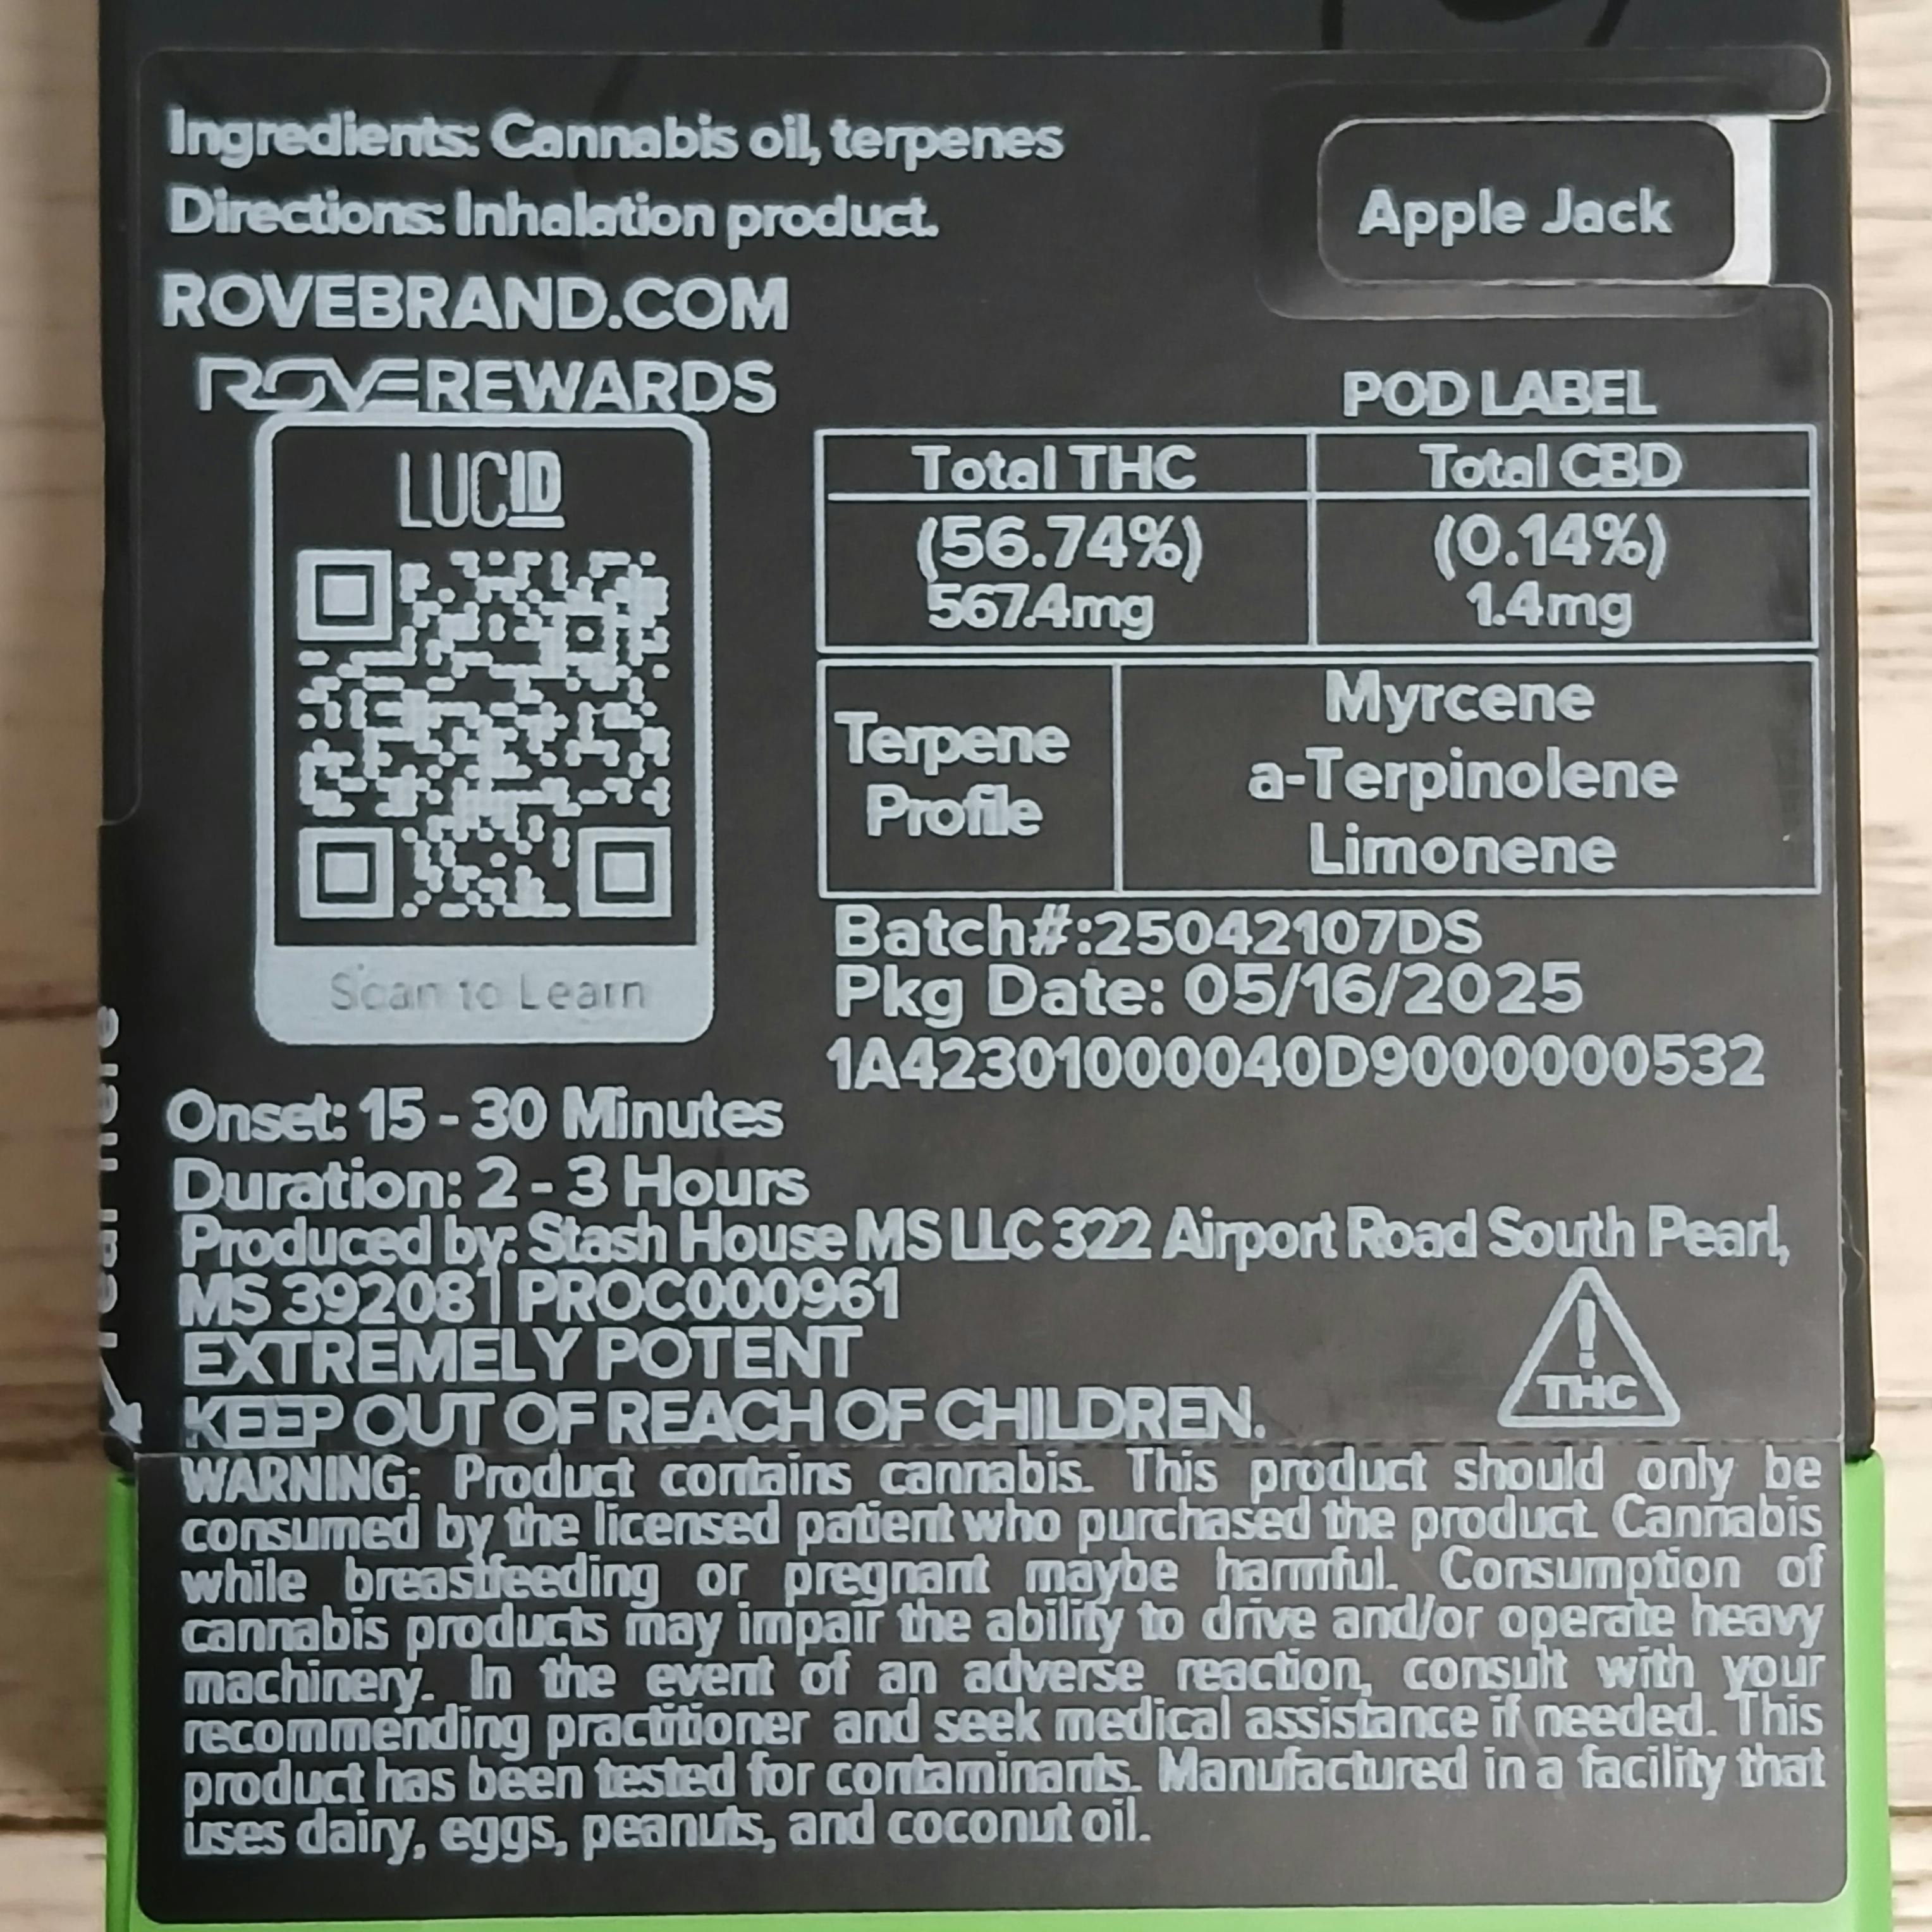 Ingredients: Cannabis oil, terpenes
Directions: Inhalation product.
Apple Jack
ROVEBRAND.COM
ROVEREWARDS
LUCID
Scan to Learn
POD LABEL
Total THC
Total CBD
(56.74%)
(0.14%)
567.4mg
1.4mg
Terpene
Profile
Myrcene
a-Terpinolene
Limonene
Batch#:25042107DS
Pkg Date: 05/16/2025
1A42301000040D9000000532
Onset: 15 - 30 Minutes
Duration: 2 - 3 Hours
Produced by: Stash House MS LLC 322 Airport Road South Pearl,
MS 39208 | PROC000961
EXTREMELY POTENT
KEEP OUT OF REACH OF CHILDREN.
!
THC
WARNING: Product contains cannabis. This product should only be
consumed by the licensed patient who purchased the product. Cannabis
while breastfeeding or pregnant maybe harmful. Consumption of
cannabis products may impair the ability to drive and/or operate heavy
machinery. In the event of an adverse reaction, consult with your
recommending practitioner and seek medical assistance if needed. This
product has been tested for contaminants. Manufactured in a facility that
uses dairy, eggs, peanuts, and coconut oil.